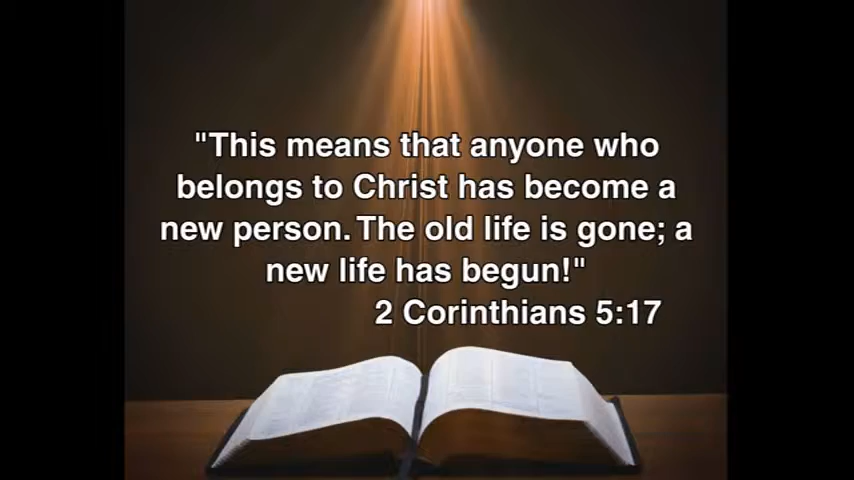 "This means that anyone who
belongs to Christ has become a
new person. The old life is gone; a
new life has begun!"
2 Corinthians 5:17